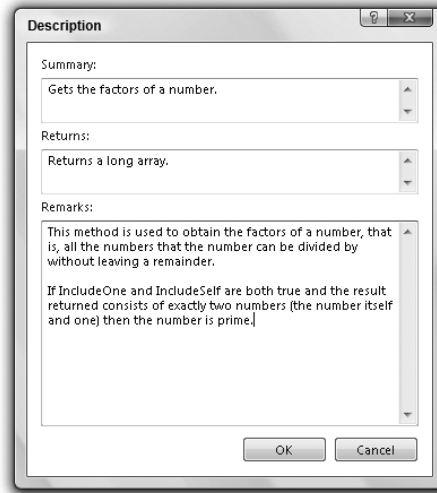 Description
Summary:
Gets the factors of a number.
Returns:
Returns a long array.
Remarks:
This method is used to obtain the factors of a number, that
is, all the numbers that the number can be divided by
without leaving a remainder.
If IncludeOne and IncludeSelf are both true and the result
returned consists of exactly two numbers (the number itself
and one) then the number is prime.
OK Cancel